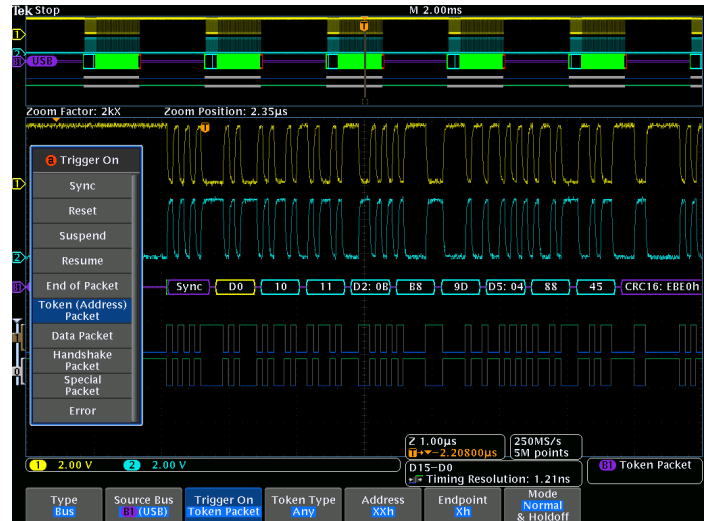 Tek Stop M 2.00ms
T
1
2
B1 USB
Zoom Factor: 2kX Zoom Position: 2.35µs
T
a Trigger On
Sync
Reset
Suspend
Resume
End of Packet
Token (Address)
Packet
Data Packet
Handshake
Packet
Special
Packet
Error
1
2
B1
Sync D0 10 11 D2: 0B B8 9D D5: 04 88 45 CRC16: EBE0h
1
0
Z 1.00µs
T→▼−2.20800µs
250MS/s
5M points
1 2.00 V 2 2.00 V
D15–D0
Timing Resolution: 1.21ns
B1 Token Packet
Type
Bus
Source Bus
B1 (USB)
Trigger On
Token Packet
Token Type
Any
Address
XXh
Endpoint
Xh
Mode
Normal
& Holdoff